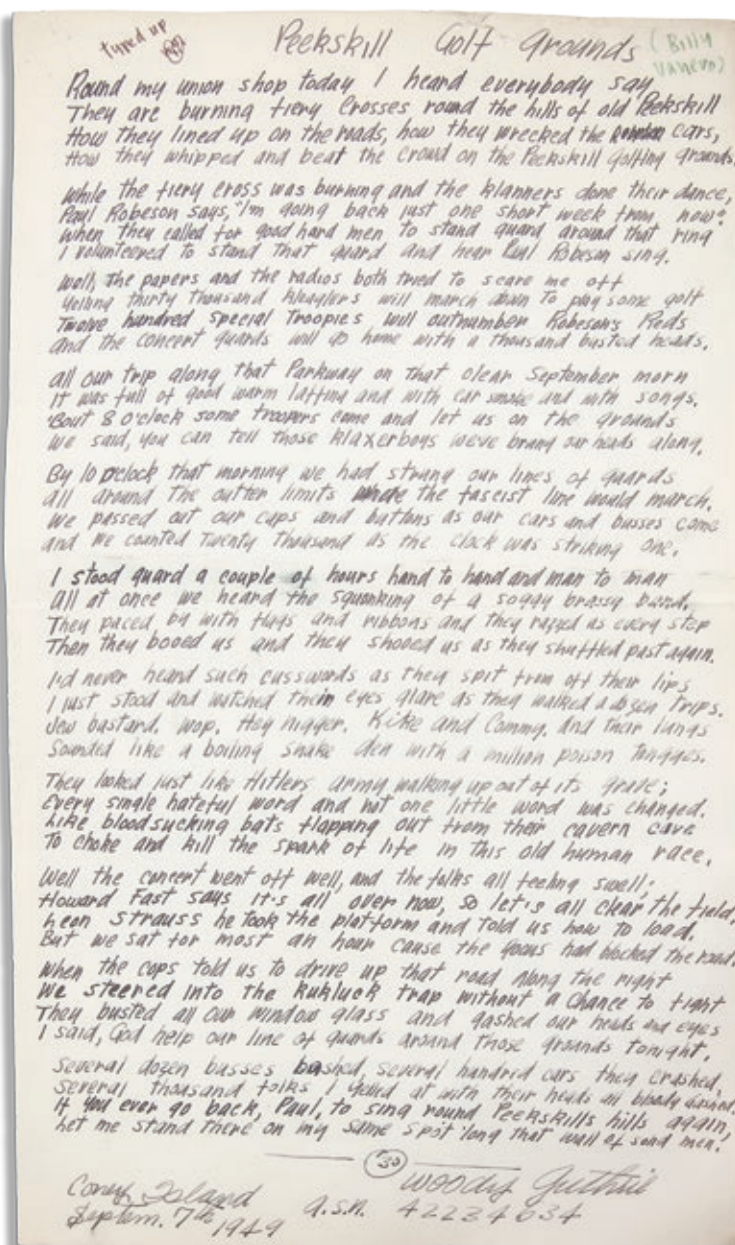 tyred up
Peekskill Golf Grounds
(Billy
Vanero)
Round my union shop today I heard everybody say
They are burning fiery Crosses round the hills of old Peekskill
How they lined up on the roads, how they wrecked the cars,
How they whipped and beat the crowd on the Peekskill golfing grounds.
While the fiery cross was burning and the klanners done their dance,
Paul Robeson says, "I'm going back just one short week from now".
When they called for good hard men to stand guard around that ring
I volunteered to stand that guard and hear Paul Robeson sing.
Well, The papers and the radios both tried to scare me off
Yelling thirty thousand Kleaglers will march down to play some golf
Twelve hundred special Troopies will outnumber Robesons Reds
and the concert guards will go home with a thousand busted heads.
all our trip along that Parkway on that clear September morn
It was full of good warm laffing and with car smoke and with songs.
'Bout 8 o'clock some troopers come and let us on the grounds
We said, you can tell those klaxerboys weve brang our heads along.
By 10 oclock that morning we had strung our lines of guards
all around the outter limits where the fascist line would march.
We passed out our caps and buttons as our cars and busses come
and we counted Twenty Thousand as the clock was striking one.
I stood guard a couple of hours hand to hand and man to man
all at once we heard the squonking of a soggy brassy band.
They paced by with flags and ribbons and they razzed as every step
Then they booed us and they shooed us as they shuffled past again.
I'd never heard such cusswords as they spit from off their lips
I just stood and watched their eyes glare as they walked a dozen trips.
Jew bastard. Wop. Hey nigger. Kike and Commy. And their lungs
Sounded like a boiling snake den with a million poison tongues.
They looked just like Hitlers army walking up out of its grave;
Every single hateful word and not one little word was changed.
Like bloodsucking bats flapping out from their cavern cave
To choke and kill the spark of life in this old human race.
Well the concert went off well, and the folks all feeling swell;
Howard Fast says it's all over now, so let's all clear the field,
Leon Strauss he took the platform and told us how to load.
But we sat for most an hour cause the yocus had blocked the road.
When the cops told us to drive up that road along the right
We steered into the kukluck trap without a chance to fight
They busted all our window glass and gashed our heads and eyes
I said, God help our line of guards around those grounds tonight.
Several dozen busses bashed, several hundrid cars they crashed,
Several thousand folks I yelled at with their heads all bloody
If you ever go back, Paul, to sing round Peekskills hills again,
Let me stand there on my same spot 'long that wall of sond men!
'30'
Coney Island
Septem. 7th 1949
Woody Guthrie
a.s.n. 42234634